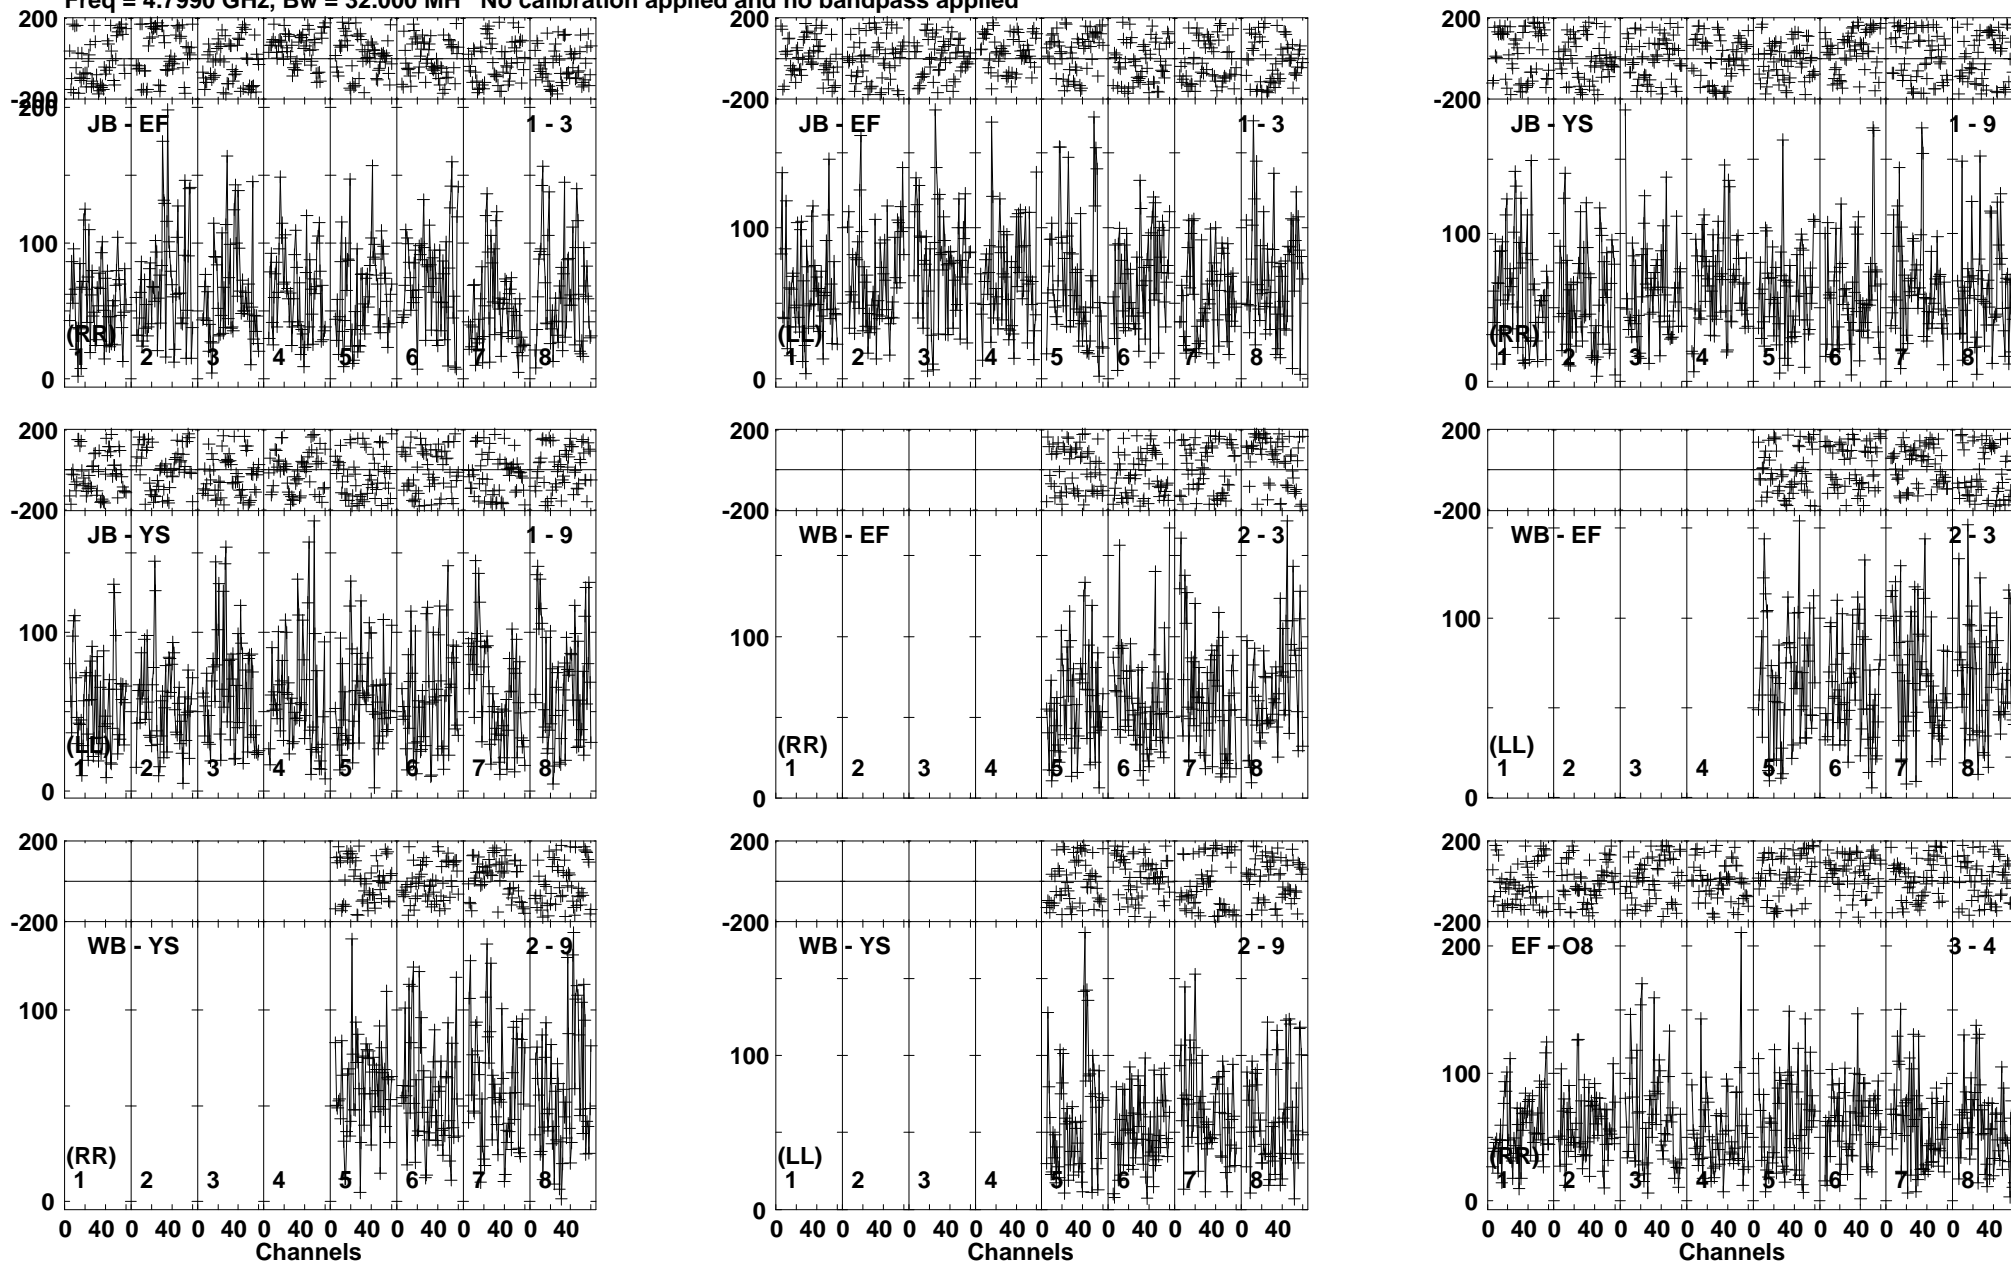 Freq = 4.7990 GHz, Bw = 32.000 MH No calibration applied and no bandpass applied
200
-200
200
100
0
JB - EF 1 - 3
(RR)
1 2 3 4 5 6 7 8
200
-200
100
0
JB - EF 1 - 3
(LL)
1 2 3 4 5 6 7 8
200
-200
100
0
JB - YS 1 - 9
(RR)
1 2 3 4 5 6 7 8
200
-200
100
0
JB - YS 1 - 9
(LL)
1 2 3 4 5 6 7 8
200
-200
100
0
WB - EF 2 - 3
(RR)
1 2 3 4 5 6 7 8
200
-200
100
0
WB - EF 2 - 3
(LL)
1 2 3 4 5 6 7 8
200
-200
100
0
WB - YS 2 - 9
(RR)
1 2 3 4 5 6 7 8
0 40 0 40 0 40 0 40 0 40 0 40 0 40 0 40
Channels
200
-200
100
0
WB - YS 2 - 9
(LL)
1 2 3 4 5 6 7 8
0 40 0 40 0 40 0 40 0 40 0 40 0 40 0 40
Channels
200
-200
200
100
0
EF - O8 3 - 4
(RR)
1 2 3 4 5 6 7 8
0 40 0 40 0 40 0 40 0 40 0 40 0 40 0 40
Channels